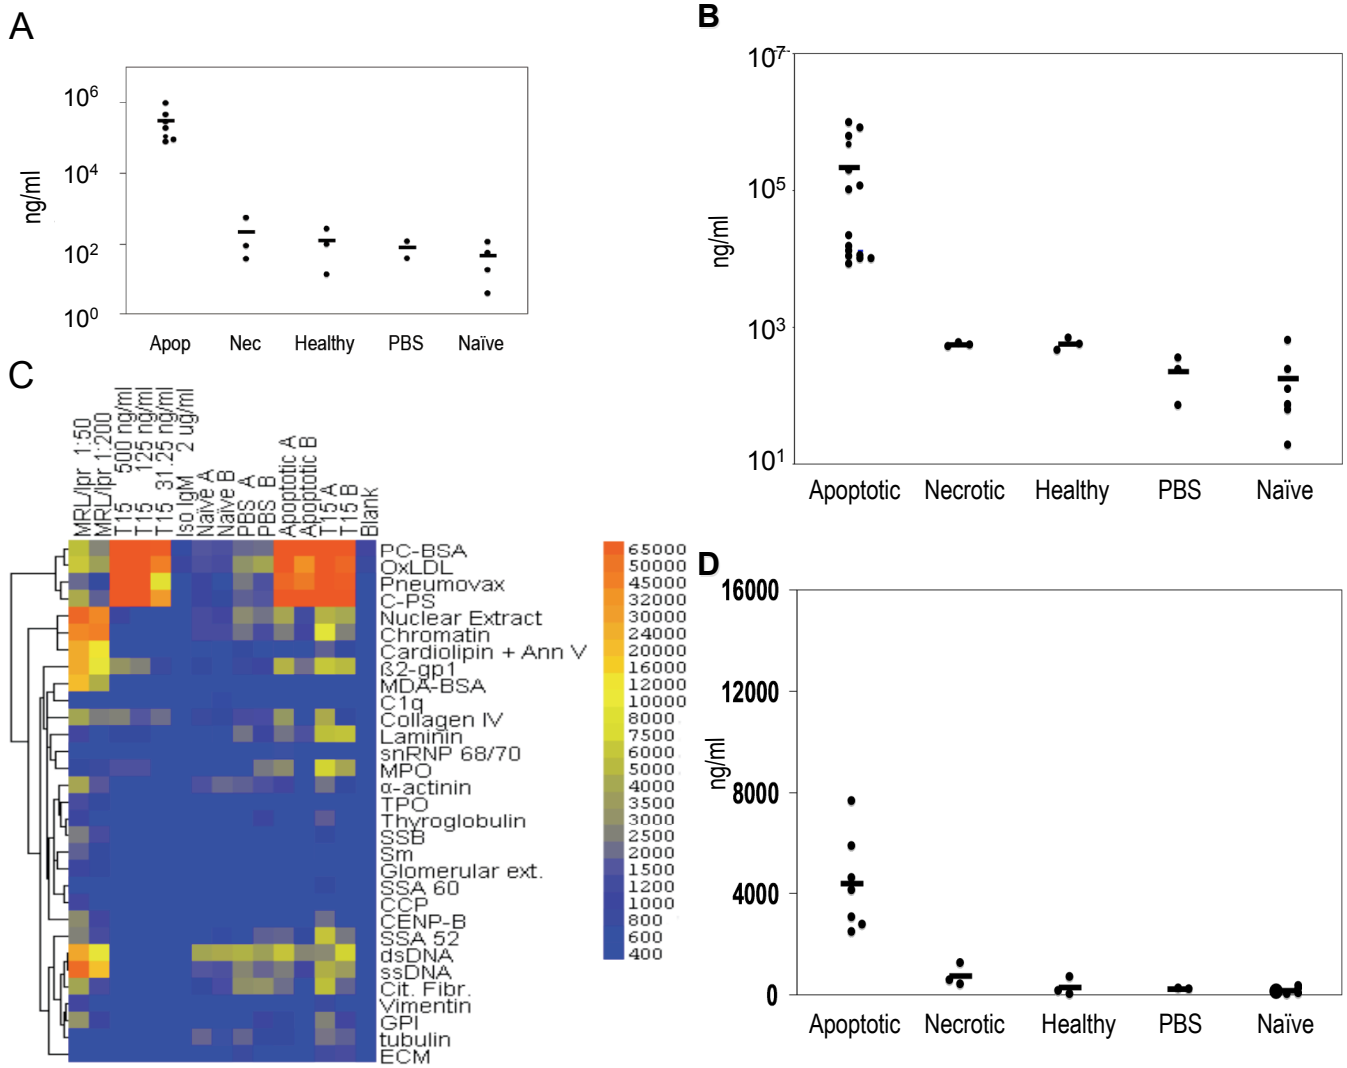 A
10⁶
10⁴
10²
10⁰
ng/ml
Apop Nec Healthy PBS Naïve
B
10⁷
10⁵
10³
10¹
ng/ml
Apoptotic Necrotic Healthy PBS Naïve
C
MRL/lpr 1:50
MRL/lpr 1:200
T15 500 ng/ml
T15 125 ng/ml
T15 31.25 ng/ml
Iso IgM 2 ug/ml
Naïve A
Naïve B
PBS A
PBS B
Apoptotic A
Apoptotic B
T15 A
T15 B
Blank
PC-BSA
OxLDL
Pneumovax
C-PS
Nuclear Extract
Chromatin
Cardiolipin + Ann V
ß2-gp1
MDA-BSA
C1q
Collagen IV
Laminin
snRNP 68/70
MPO
α-actinin
TPO
Thyroglobulin
SSB
Sm
Glomerular ext.
SSA 60
CCP
CENP-B
SSA 52
dsDNA
ssDNA
Cit. Fibr.
Vimentin
GPI
tubulin
ECM
65000
50000
45000
32000
30000
24000
20000
16000
12000
10000
8000
7500
6000
5000
4000
3500
3000
2500
2000
1500
1200
1000
800
600
400
D
16000
12000
8000
4000
0
ng/ml
Apoptotic Necrotic Healthy PBS Naïve